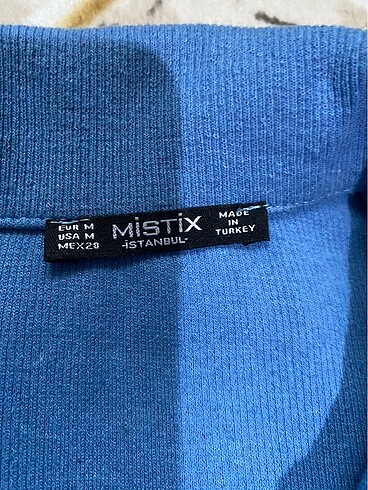 EUR M
USA M
MEX28
MiSTiX
-iSTANBUL-
MADE
IN
TURKEY